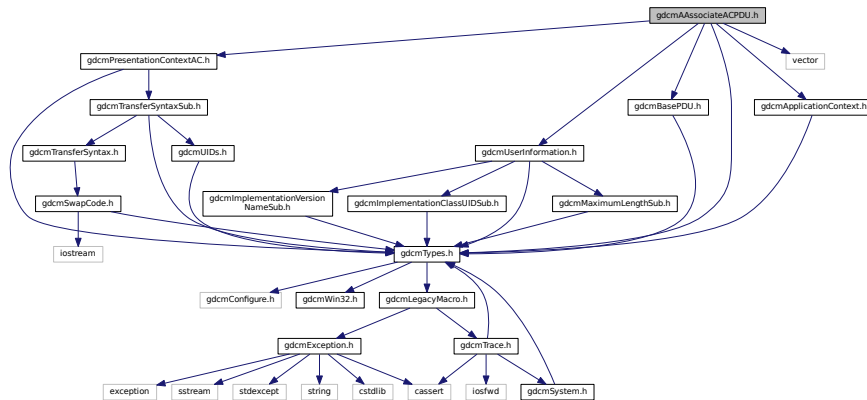 gdcmAAssociateACPDU.h
gdcmPresentationContextAC.h
vector
gdcmTransferSyntaxSub.h
gdcmBasePDU.h
gdcmApplicationContext.h
gdcmTransferSyntax.h
gdcmUIDs.h
gdcmUserInformation.h
gdcmSwapCode.h
gdcmImplementationVersion
NameSub.h
gdcmImplementationClassUIDSub.h
gdcmMaximumLengthSub.h
iostream
gdcmTypes.h
gdcmConfigure.h
gdcmWin32.h
gdcmLegacyMacro.h
gdcmException.h
gdcmTrace.h
exception
sstream
stdexcept
string
cstdlib
cassert
iosfwd
gdcmSystem.h